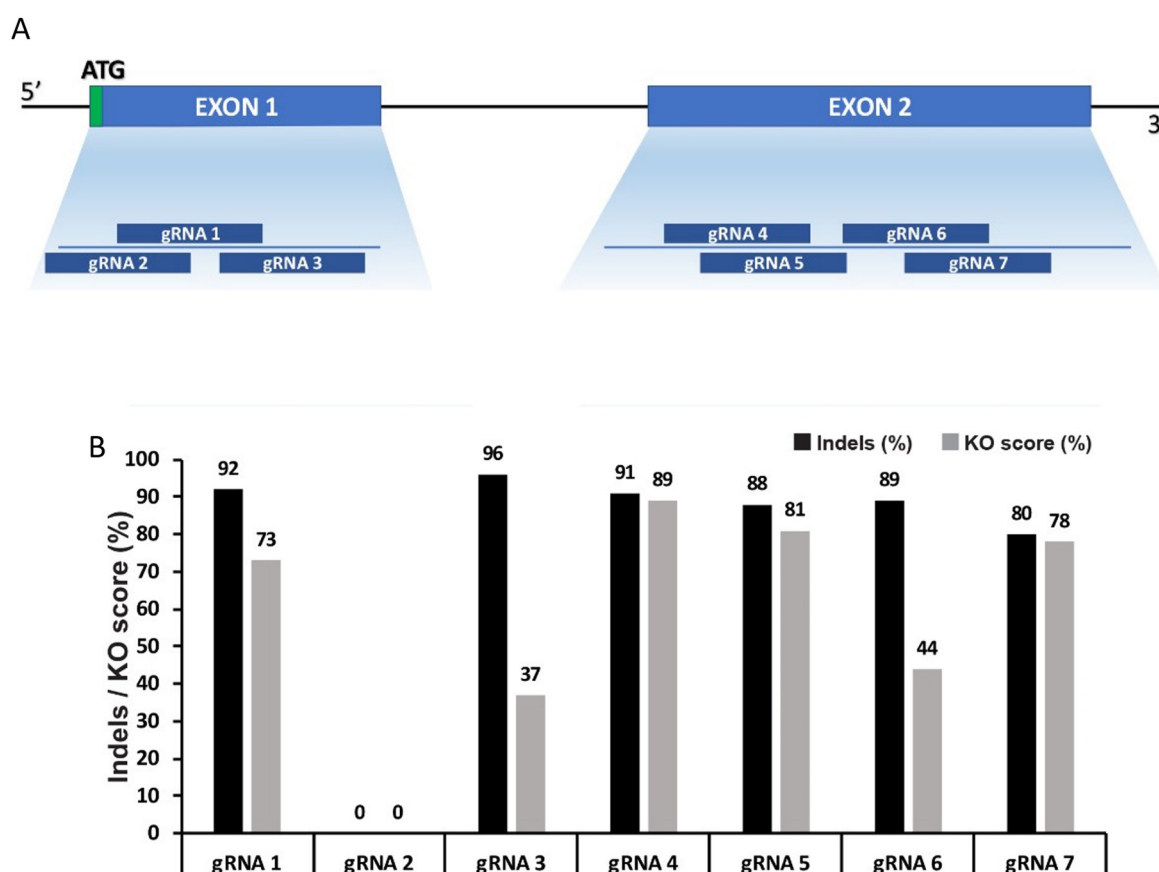 A
ATG
5'
EXON 1
EXON 2
3
gRNA 1
gRNA 4
gRNA 6
gRNA 2
gRNA 3
gRNA 5
gRNA 7
B
Indels (%)
KO score (%)
Indels / KO score (%)
100
90
80
70
60
50
40
30
20
10
0
92
73
0
0
96
37
91
89
88
81
89
44
80
78
gRNA 1
gRNA 2
gRNA 3
gRNA 4
gRNA 5
gRNA 6
gRNA 7